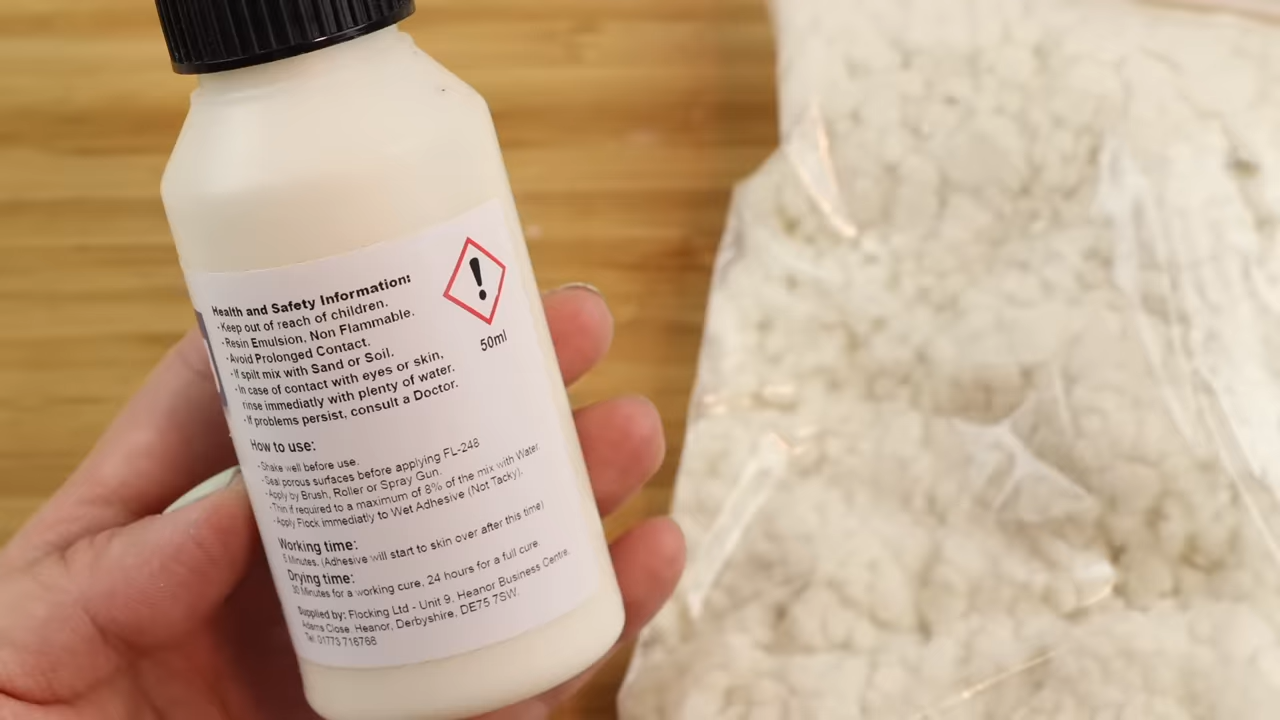 Health and Safety Information:
-Keep out of reach of children.
-Resin Emulsion, Non Flammable.
-Avoid Prolonged Contact.
-If spilt mix with Sand or Soil.
-In case of contact with eyes or skin,
rinse immediately with plenty of water.
-If problems persist, consult a Doctor.
50ml
How to use:
-Shake well before use.
-Seal porous surfaces before applying FL-248
-Apply by Brush, Roller or Spray Gun.
-Thin if required to a maximum of 8% of the mix with Water.
-Apply Flock immediatly to Wet Adhesive (Not Tacky).
Working time:
5 Minutes. (Adhesive will start to skin over after this time)
Drying time:
30 Minutes for a working cure, 24 hours for a full cure.
Supplied by: Flocking Ltd - Unit 9, Heanor Business Centre,
Adams Close, Heanor, Derbyshire, DE75 7SW.
Tel: 01773 716768